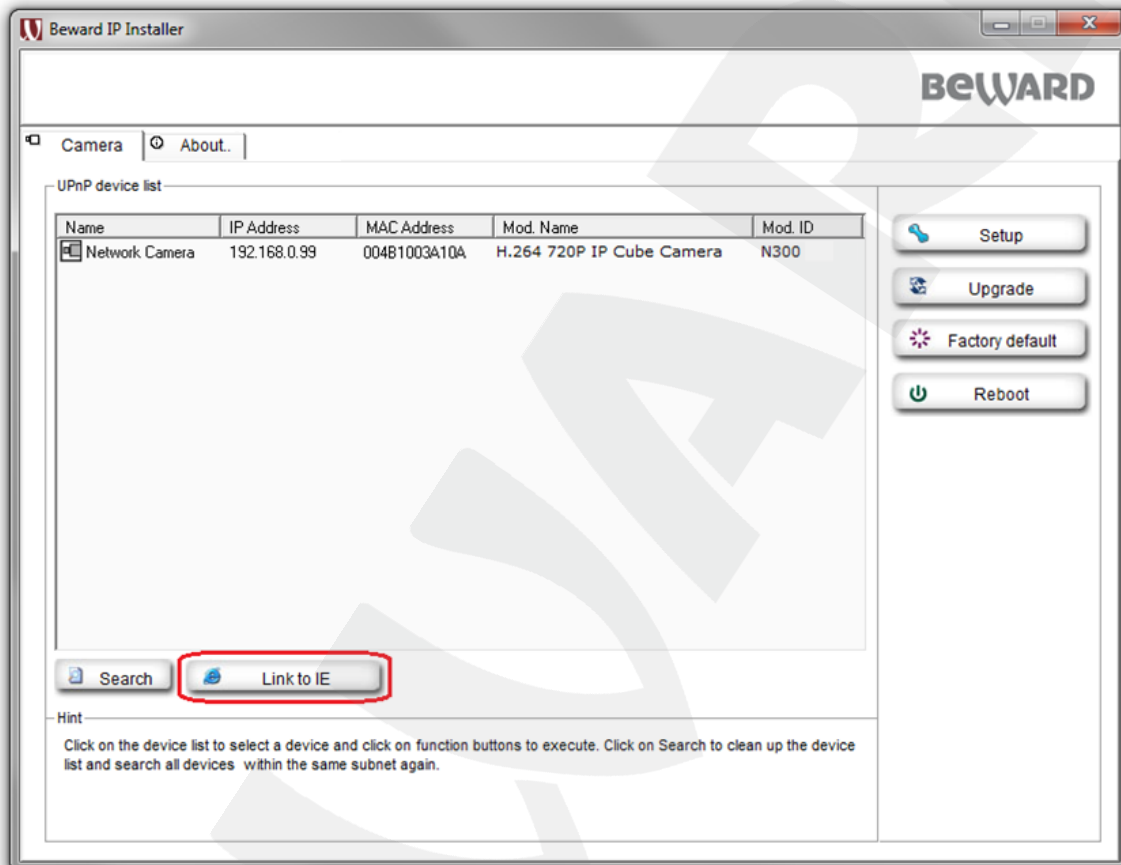 Beward IP Installer
BEWARD
Camera About..
UPnP device list
Name IP Address MAC Address Mod. Name Mod. ID
Network Camera 192.168.0.99 004B1003A10A H.264 720P IP Cube Camera N300
Setup
Upgrade
Factory default
Reboot
Search Link to IE
Hint
Click on the device list to select a device and click on function buttons to execute. Click on Search to clean up the device
list and search all devices within the same subnet again.